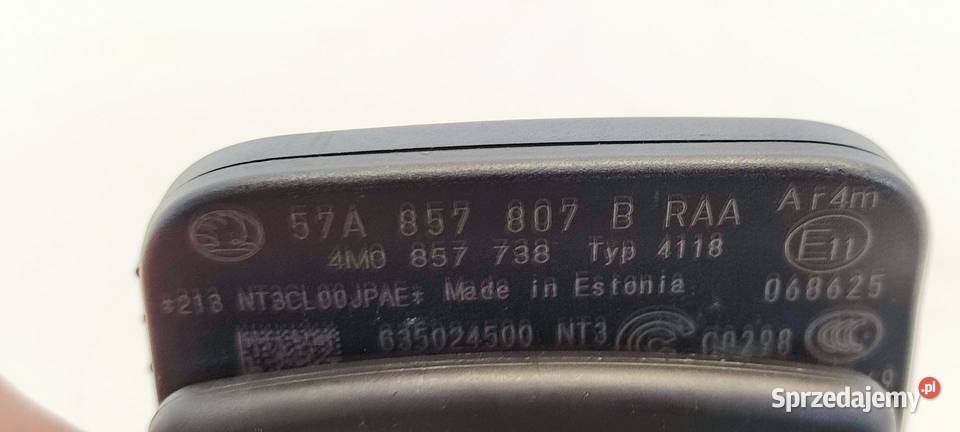 57A 857 807 B RAA Ar4m
4M0 857 738 Typ 4118 E11
*213 NT3CL00JPAE* Made in Estonia 068625
635024500 NT3 00298 CCC
Sprzedajemy.pl